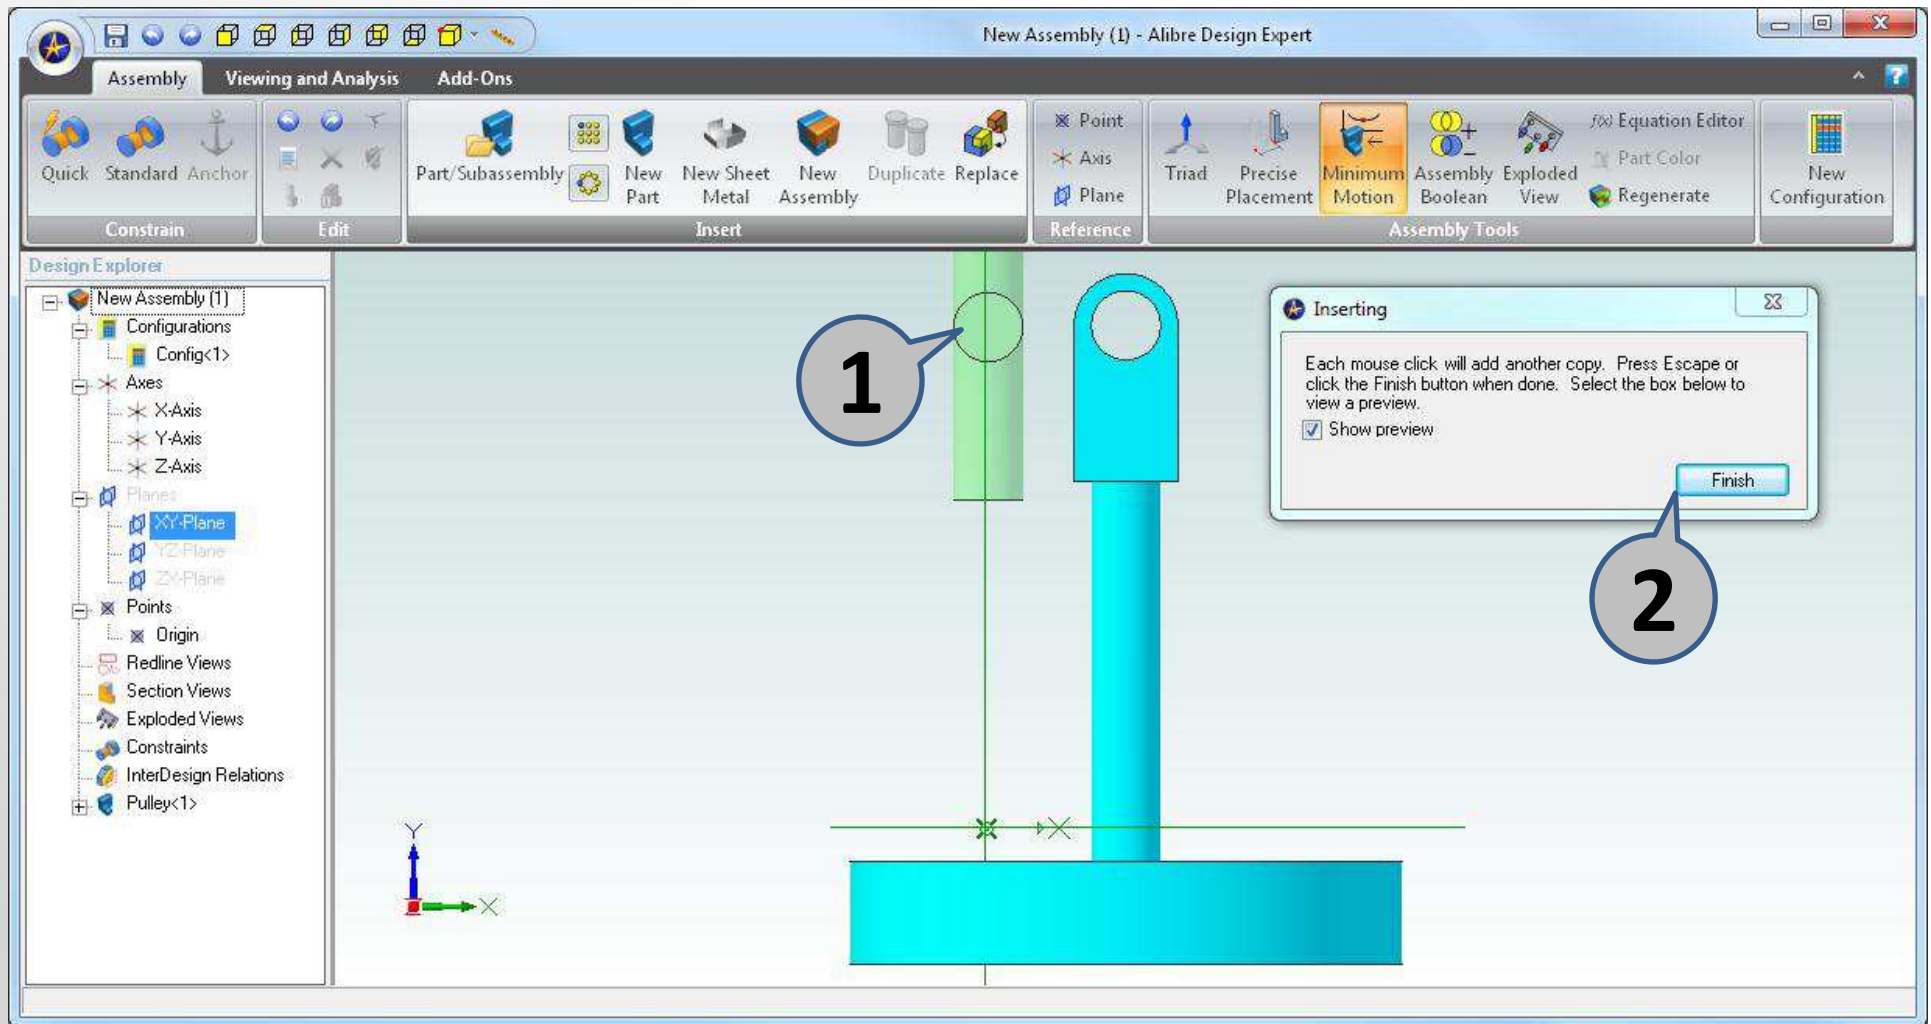 New Assembly (1) - Alibre Design Expert
Assembly Viewing and Analysis Add-Ons
Quick Standard Anchor
Constrain
Edit
Part/Subassembly
New Part
New Sheet Metal
New Assembly
Duplicate
Replace
Insert
Point
Axis
Plane
Reference
Triad
Precise Placement
Minimum Motion
Assembly Boolean
Exploded View
f(x) Equation Editor
Part Color
Regenerate
Assembly Tools
New Configuration
Design Explorer
New Assembly (1)
Configurations
Config<1>
Axes
X-Axis
Y-Axis
Z-Axis
Planes
XY-Plane
YZ-Plane
ZX-Plane
Points
Origin
Redline Views
Section Views
Exploded Views
Constraints
InterDesign Relations
Pulley<1>
1
Inserting
Each mouse click will add another copy. Press Escape or
click the Finish button when done. Select the box below to
view a preview.
Show preview
Finish
2
X
Y
X